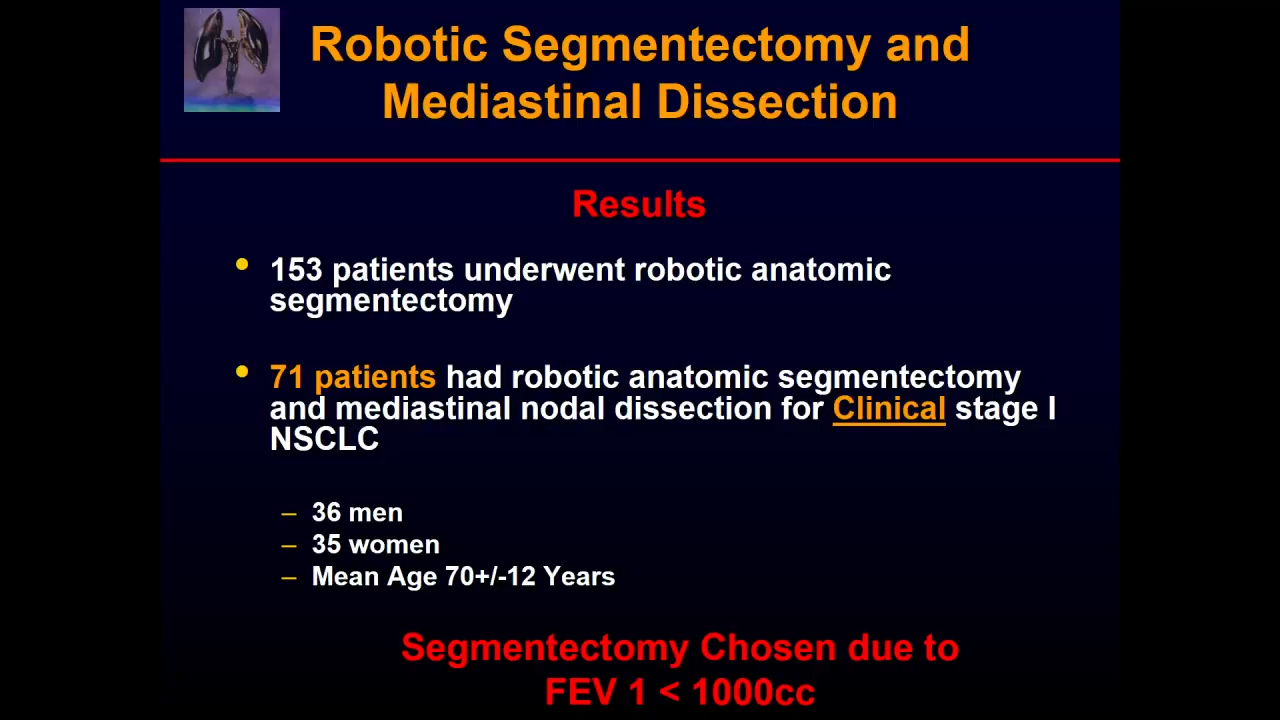 Robotic Segmentectomy and
Mediastinal Dissection
Results
• 153 patients underwent robotic anatomic
segmentectomy
• 71 patients had robotic anatomic segmentectomy
and mediastinal nodal dissection for Clinical stage I
NSCLC
– 36 men
– 35 women
– Mean Age 70+/-12 Years
Segmentectomy Chosen due to
FEV 1 < 1000cc